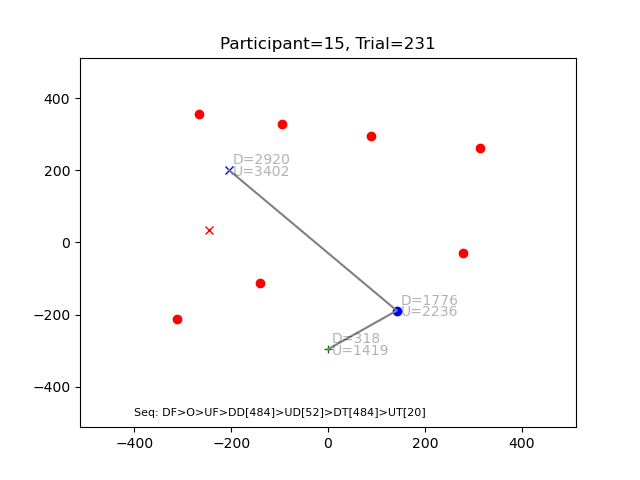 Participant=15, Trial=231
400
200
0
−200
−400
D=2920
U=3402
D=1776
U=2236
D=318
U=1419
Seq: DF>O>UF>DD[484]>UD[52]>DT[484]>UT[20]
−400
−200
0
200
400